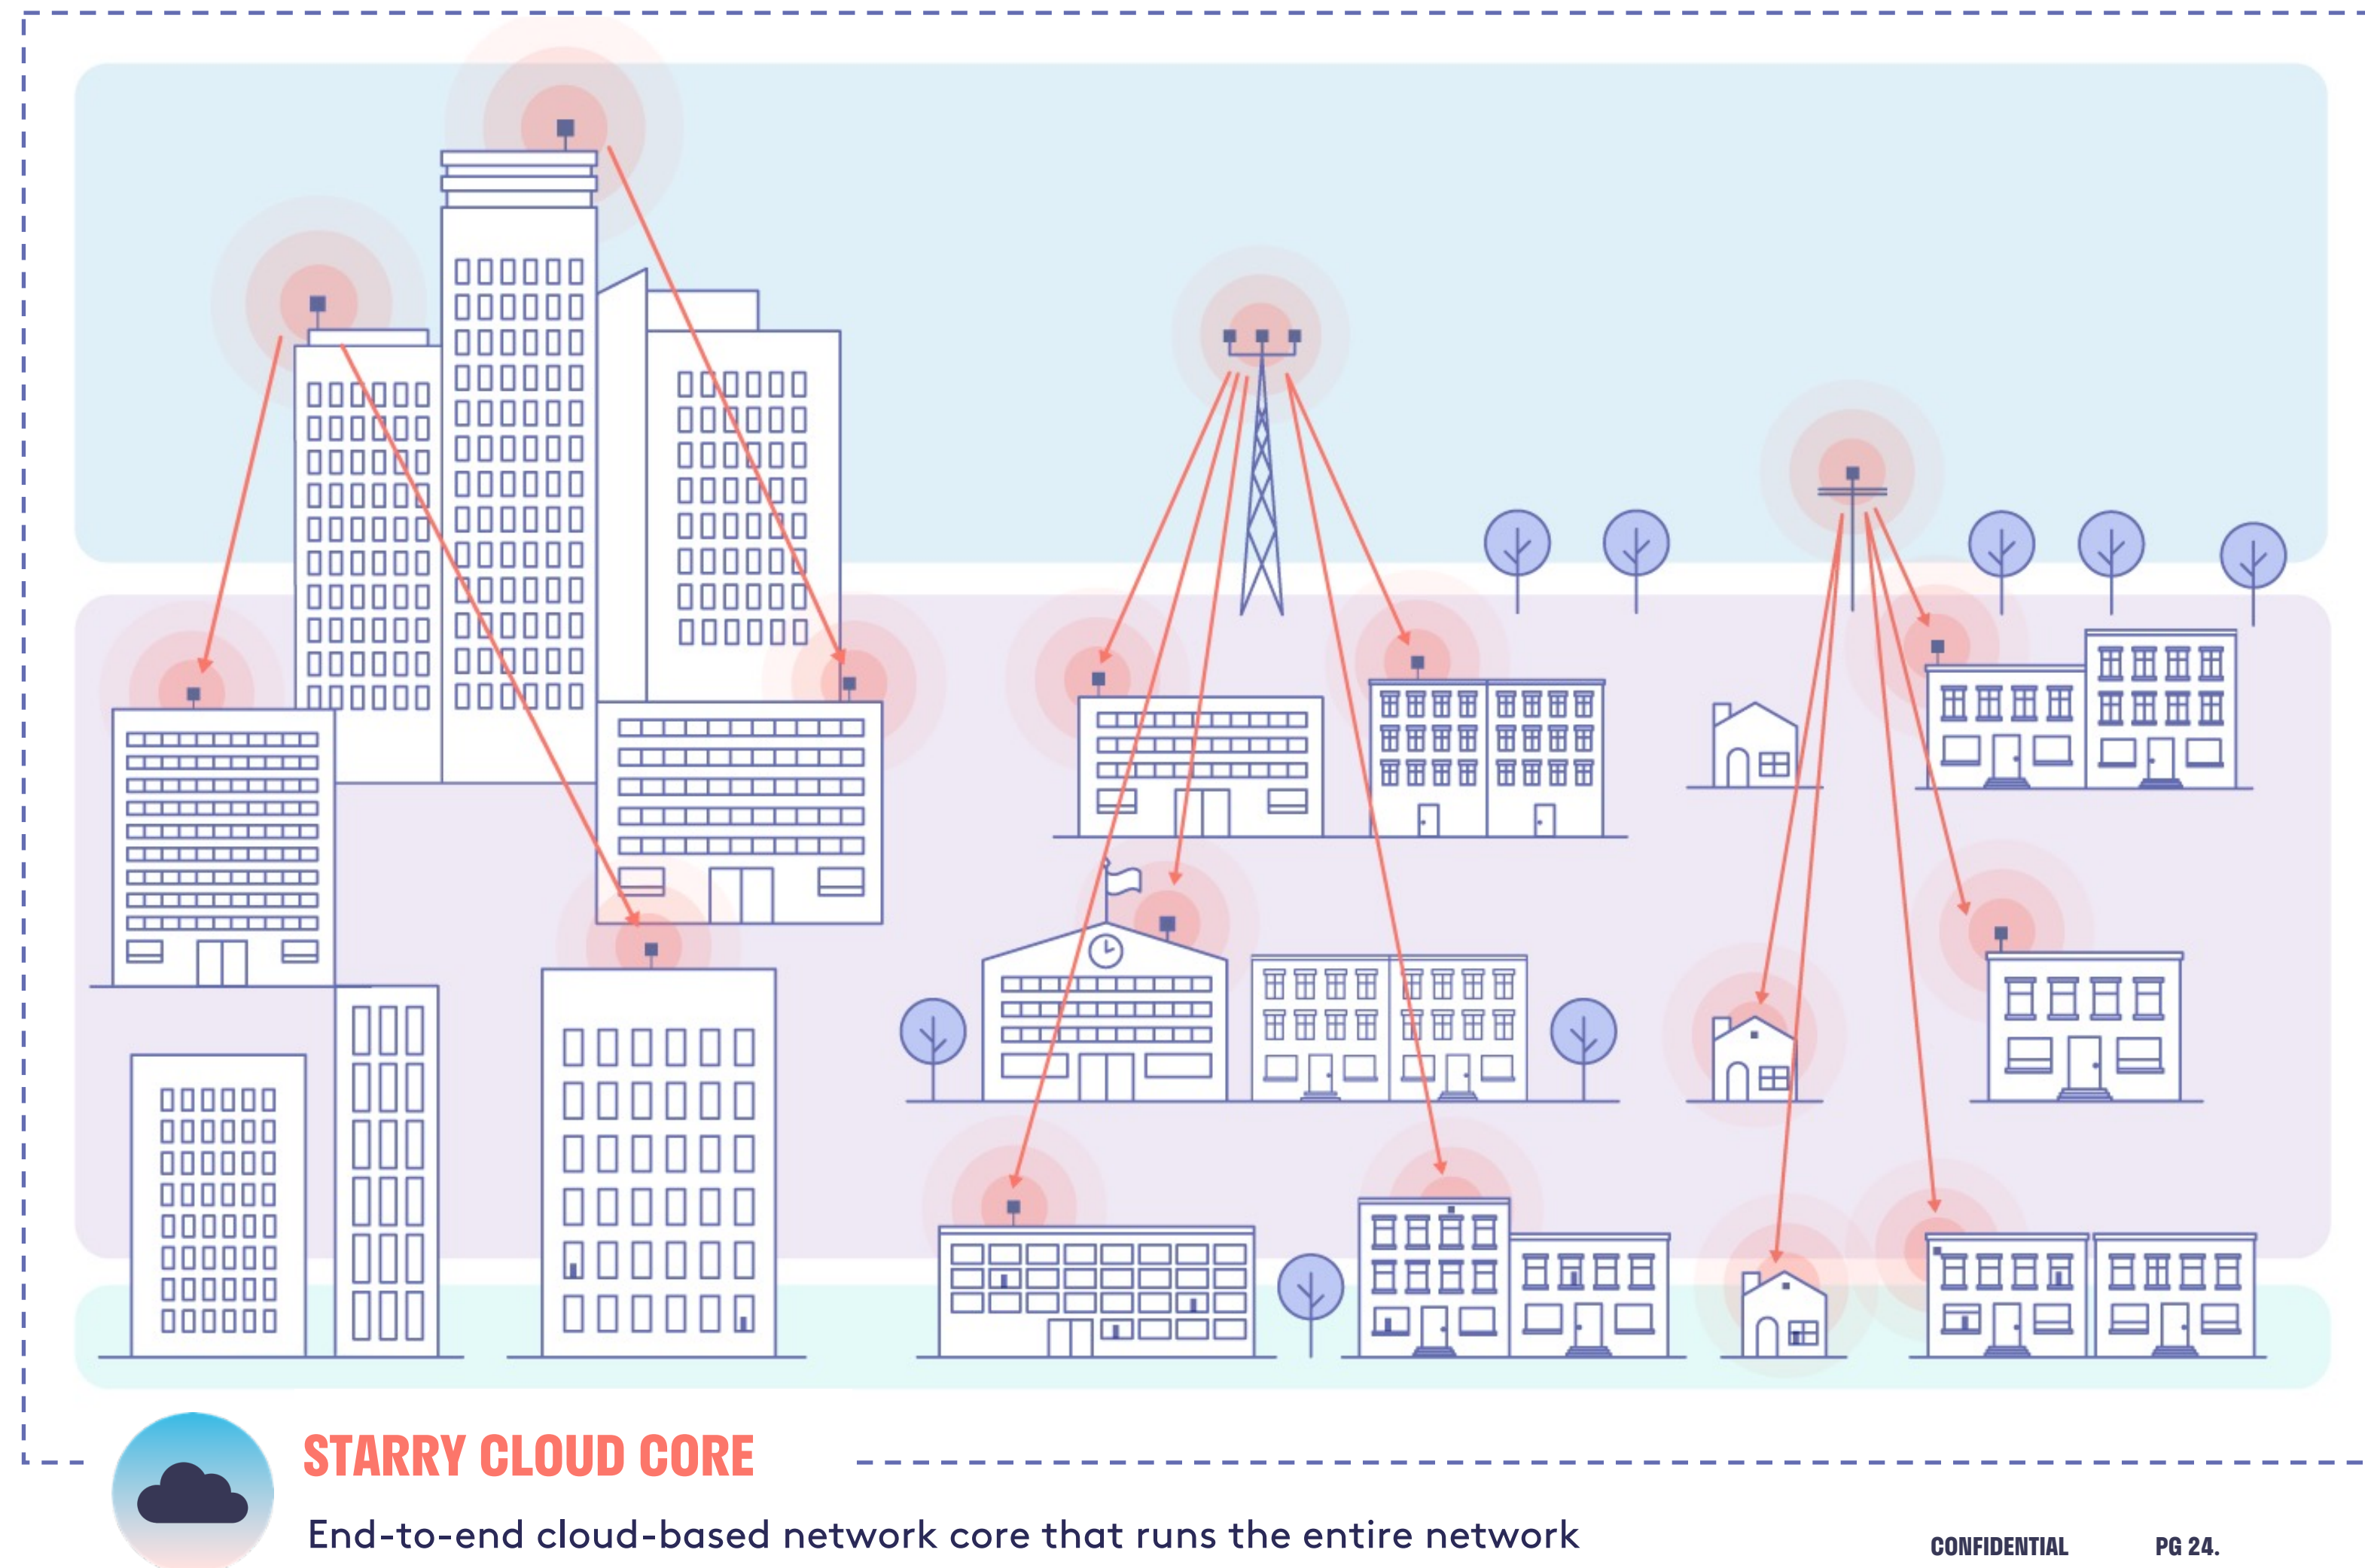 STARRY CLOUD CORE
End-to-end cloud-based network core that runs the entire network
CONFIDENTIAL PG 24.